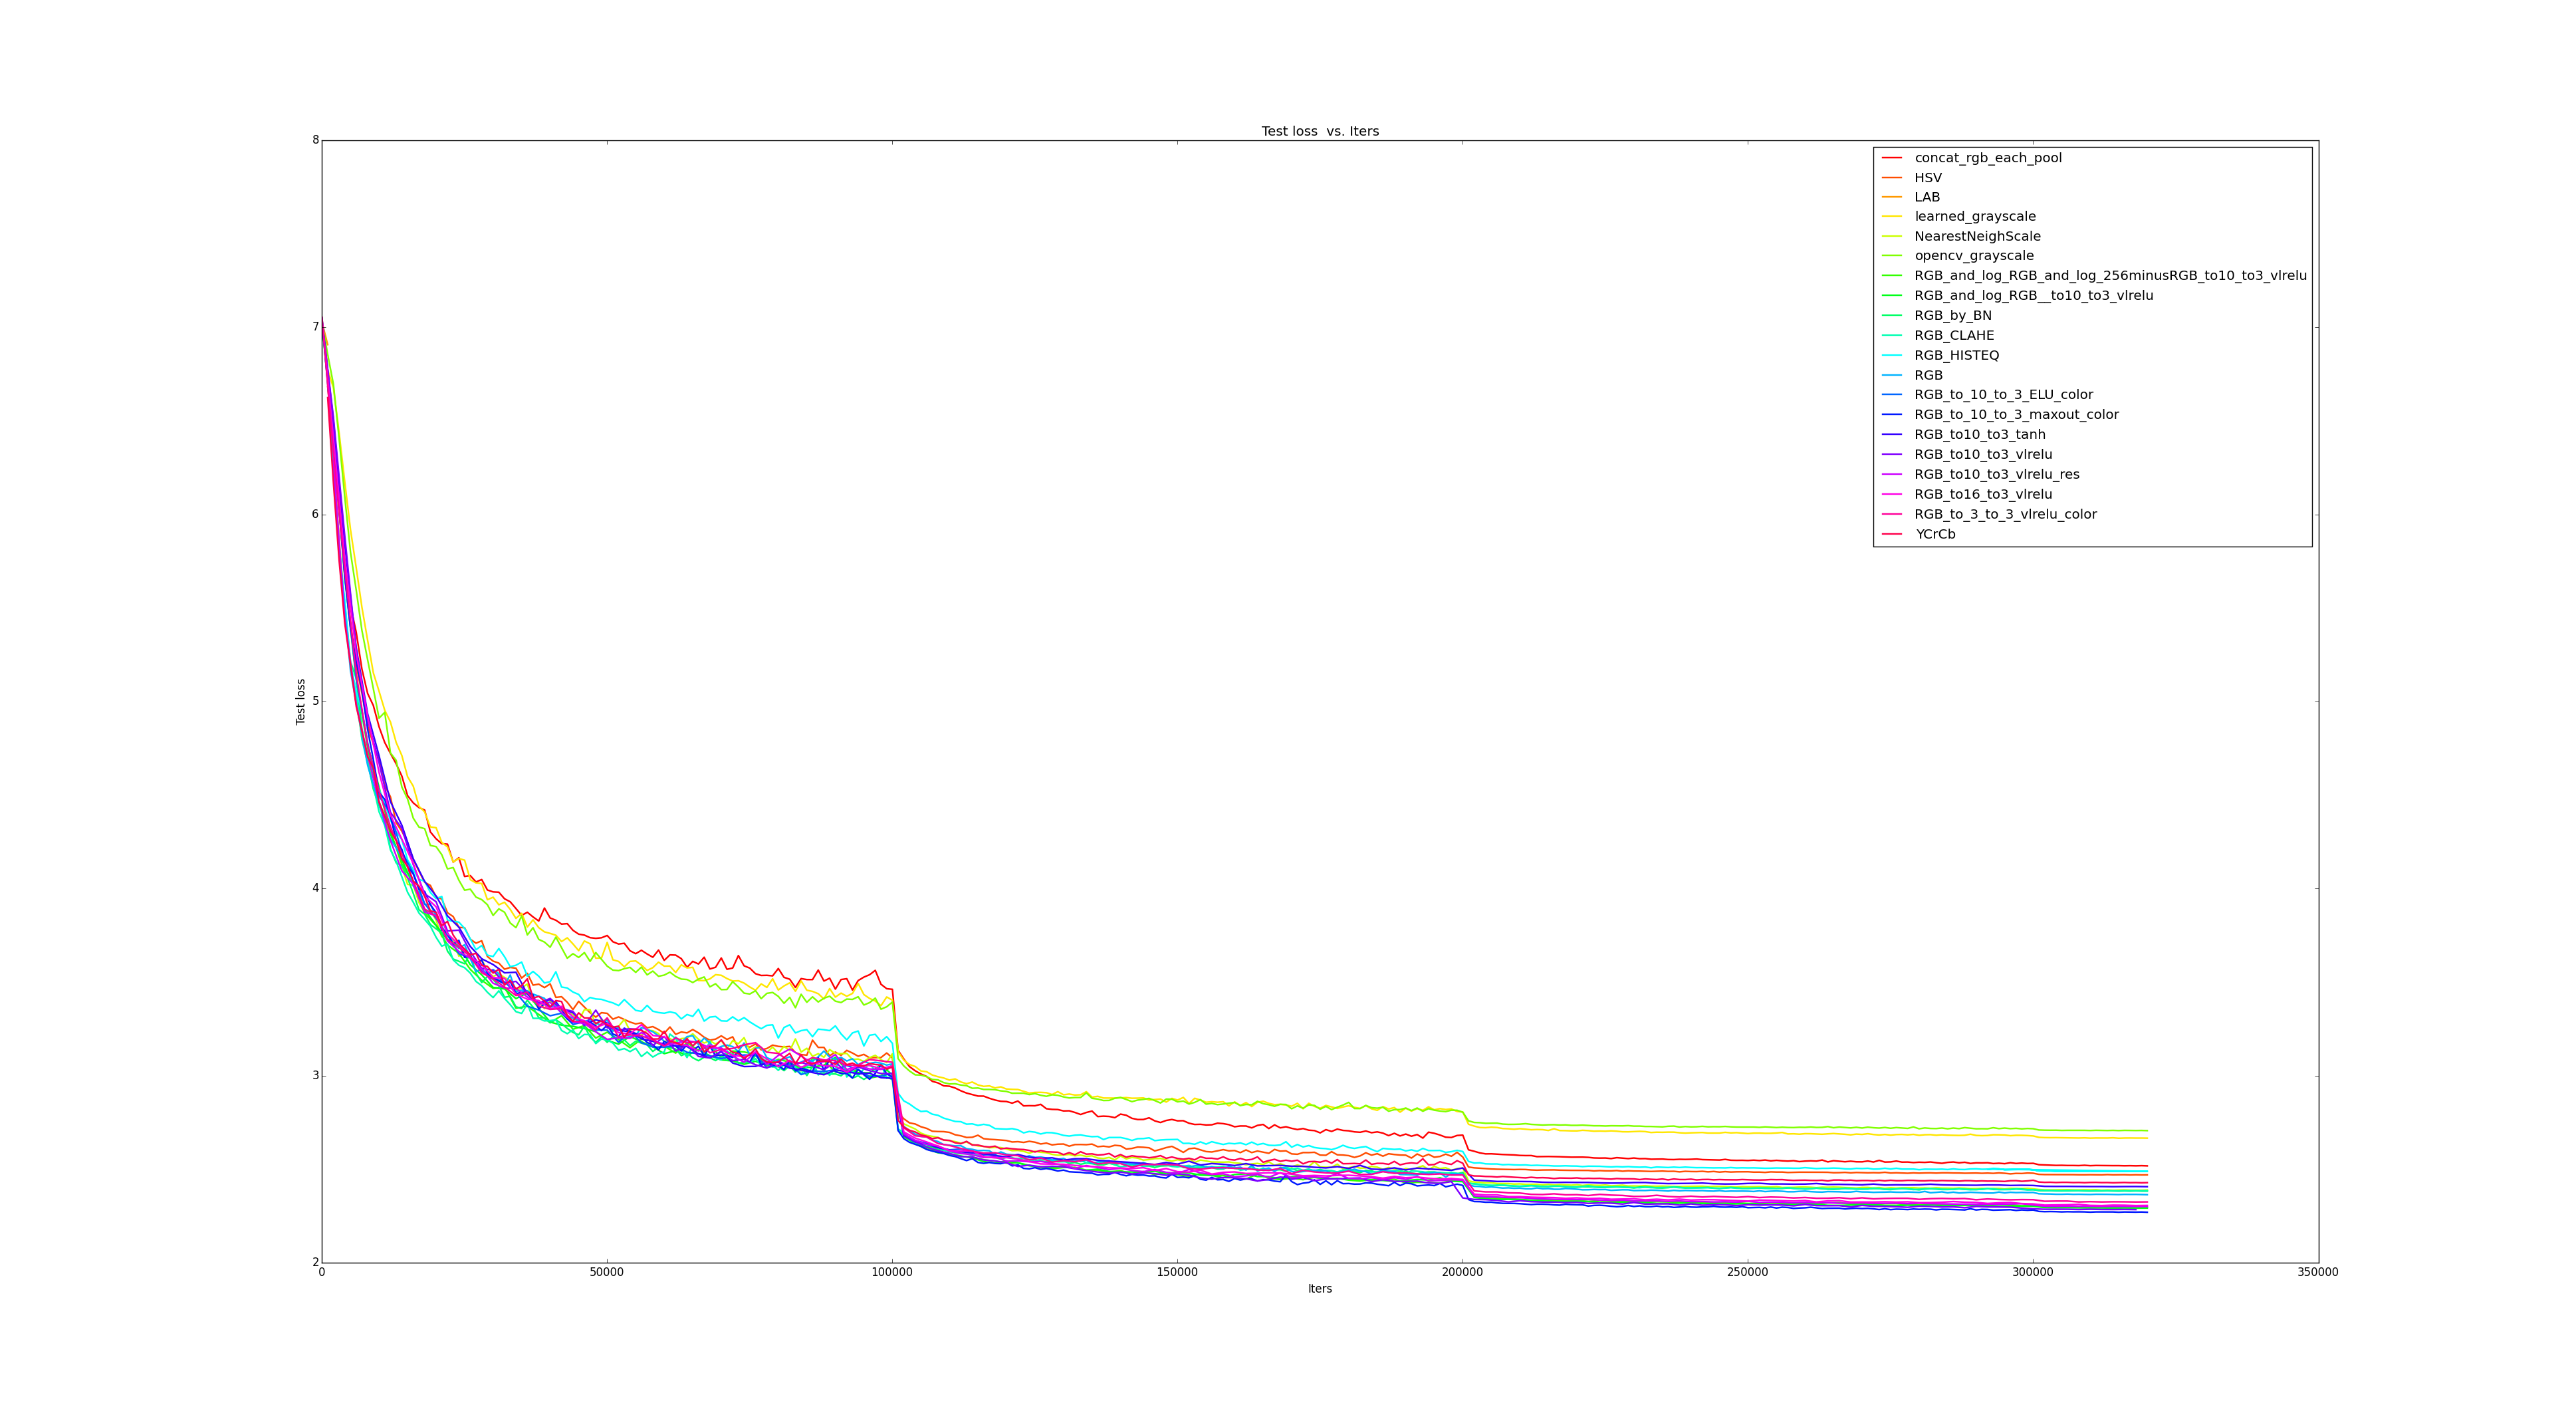 Test loss  vs. Iters
8
7
6
5
4
3
2
Test loss
0
50000
100000
150000
200000
250000
300000
350000
Iters
concat_rgb_each_pool
HSV
LAB
learned_grayscale
NearestNeighScale
opencv_grayscale
RGB_and_log_RGB_and_log_256minusRGB_to10_to3_vlrelu
RGB_and_log_RGB__to10_to3_vlrelu
RGB_by_BN
RGB_CLAHE
RGB_HISTEQ
RGB
RGB_to_10_to_3_ELU_color
RGB_to_10_to_3_maxout_color
RGB_to10_to3_tanh
RGB_to10_to3_vlrelu
RGB_to10_to3_vlrelu_res
RGB_to16_to3_vlrelu
RGB_to_3_to_3_vlrelu_color
YCrCb